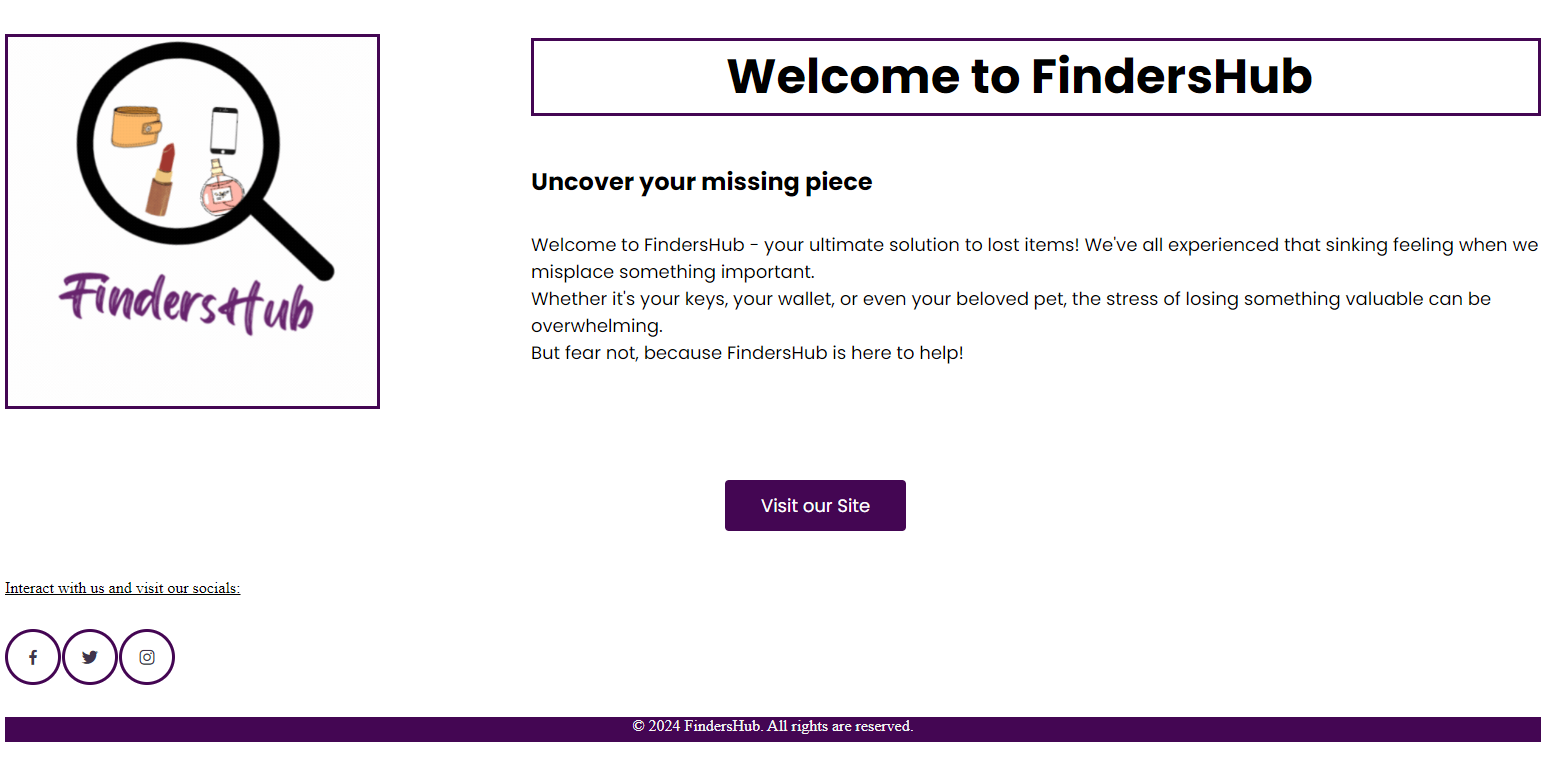 FindersHub
Welcome to FindersHub
Uncover your missing piece
Welcome to FindersHub - your ultimate solution to lost items! We've all experienced that sinking feeling when we
misplace something important.
Whether it's your keys, your wallet, or even your beloved pet, the stress of losing something valuable can be
overwhelming.
But fear not, because FindersHub is here to help!
Visit our Site
Interact with us and visit our socials:
© 2024 FindersHub. All rights are reserved.